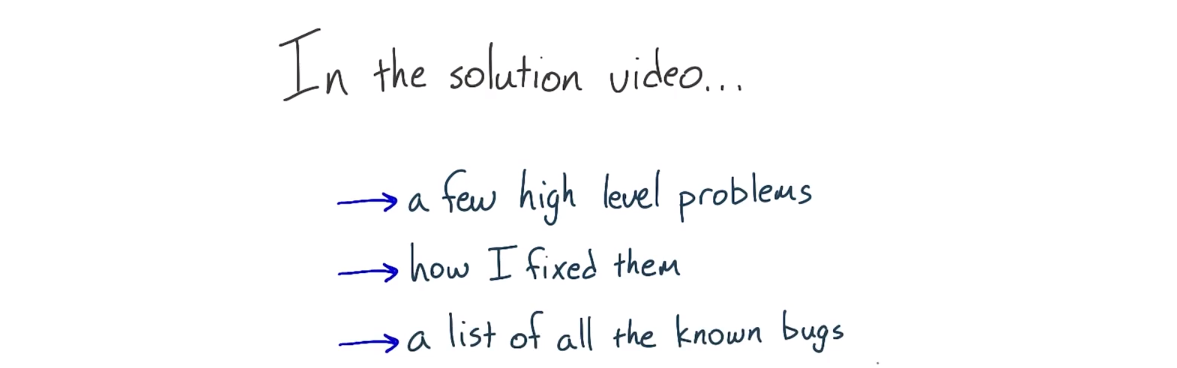 In the solution video...
→ a few high level problems
→ how I fixed them
→ a list of all the known bugs